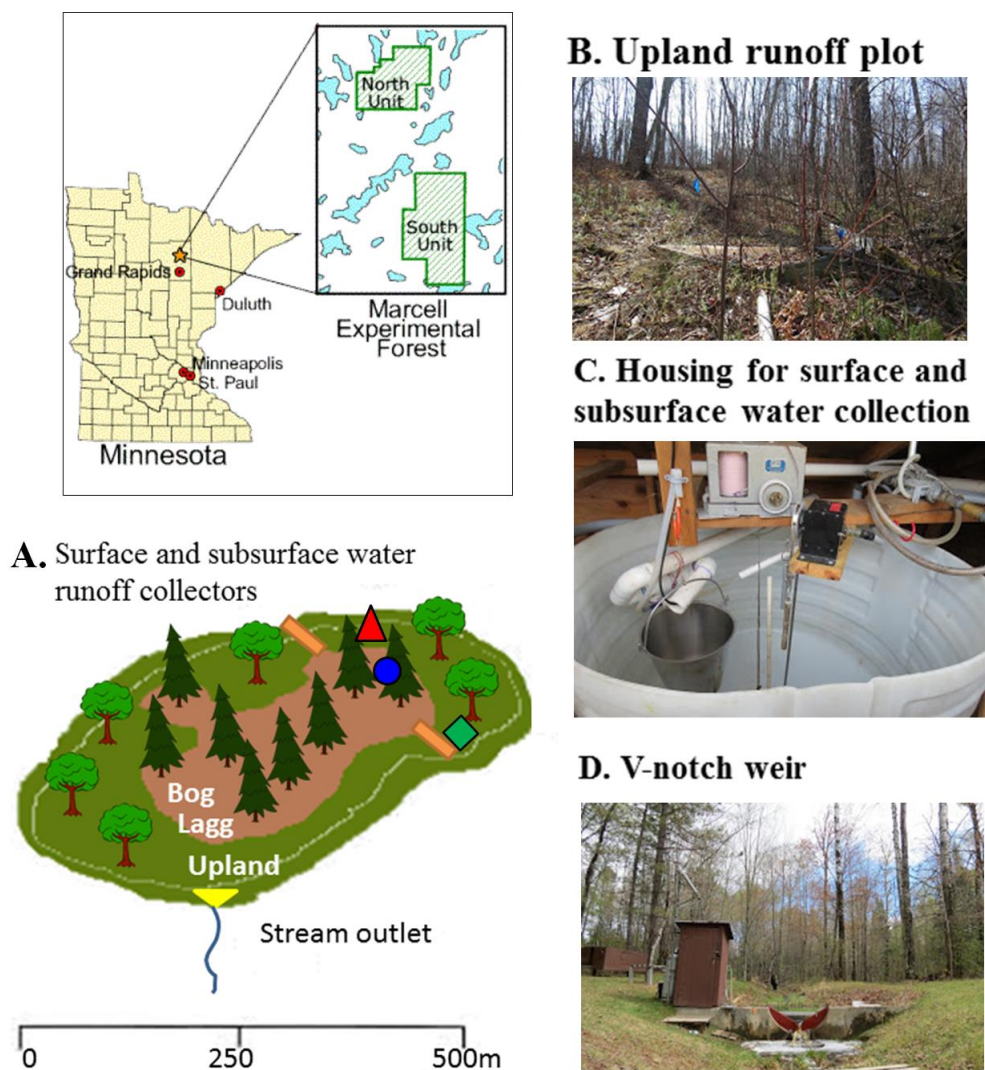 North
Unit
South
Unit
Grand Rapids
Duluth
Minneapolis
St. Paul
Marcell
Experimental
Forest
Minnesota
A. Surface and subsurface water
runoff collectors
Bog
Lagg
Upland
Stream outlet
0 250 500m
B. Upland runoff plot
C. Housing for surface and
subsurface water collection
D. V-notch weir